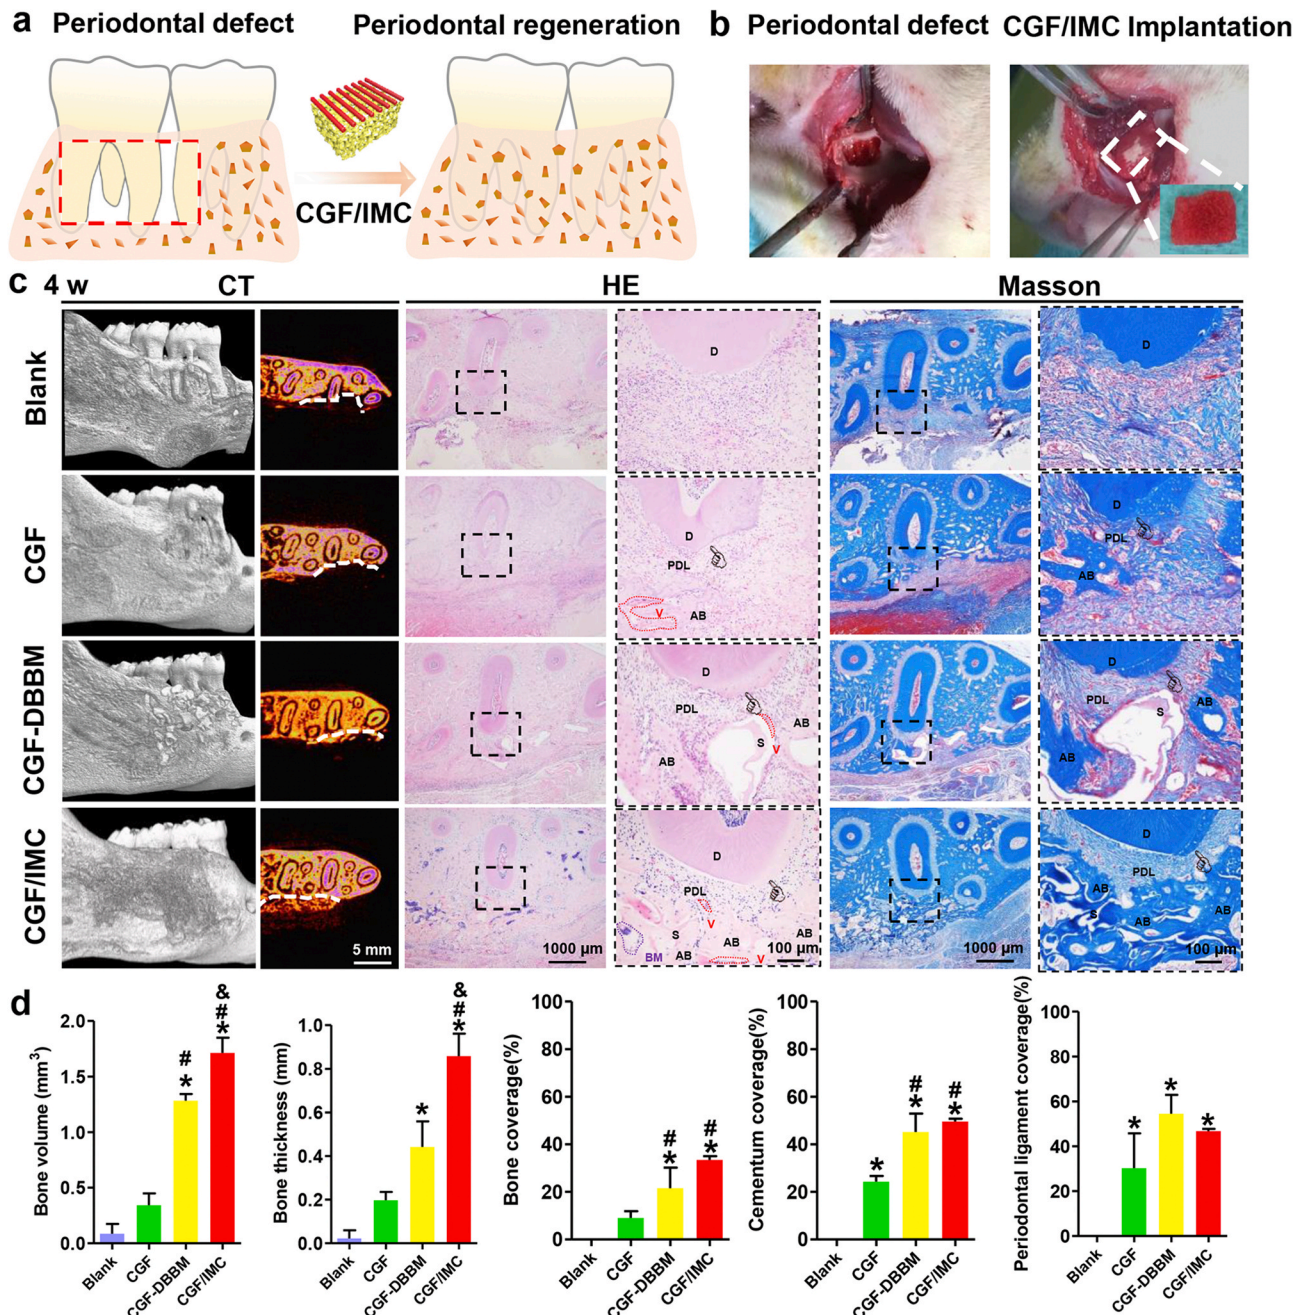 a Periodontal defect Periodontal regeneration
CGF/IMC
b Periodontal defect CGF/IMC Implantation
c 4 w CT HE Masson
Blank
D
D
CGF
D
PDL
V
AB
D
PDL
AB
CGF-DBBM
D
PDL
AB
S
V
AB
D
PDL
S
AB
AB
CGF/IMC
5 mm
1000 μm
D
PDL
V
S
AB
AB
BM
AB
V
100 μm
1000 μm
D
PDL
AB
S
AB
AB
100 μm
d
Bone volume (mm³)
2.0
1.5
1.0
0.5
0.0
#
*
&
#
*
Blank
CGF
CGF-DBBM
CGF/IMC
Bone thickness (mm)
1.0
0.8
0.6
0.4
0.2
0.0
*
&
#
*
Blank
CGF
CGF-DBBM
CGF/IMC
Bone coverage(%)
100
80
60
40
20
0
#
*
#
*
Blank
CGF
CGF-DBBM
CGF/IMC
Cementum coverage(%)
100
80
60
40
20
0
*
#
*
#
*
Blank
CGF
CGF-DBBM
CGF/IMC
Periodontal ligament coverage(%)
100
80
60
40
20
0
*
*
*
Blank
CGF
CGF-DBBM
CGF/IMC